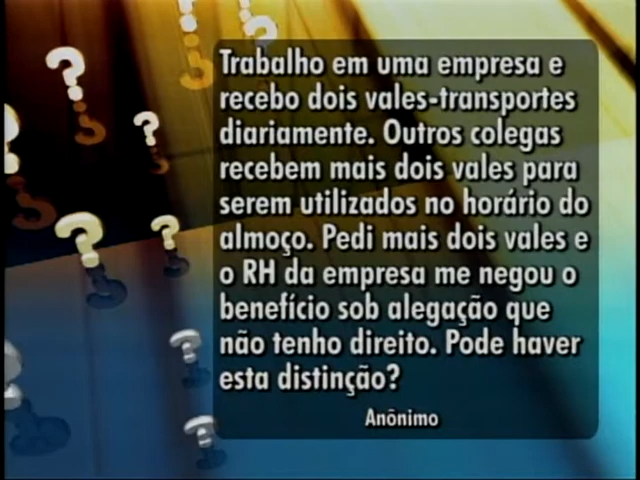 Trabalho em uma empresa e
recebo dois vales-transportes
diariamente. Outros colegas
recebem mais dois vales para
serem utilizados no horário do
almoço. Pedi mais dois vales e
o RH da empresa me negou o
benefício sob alegação que
não tenho direito. Pode haver
esta distinção?
Anônimo